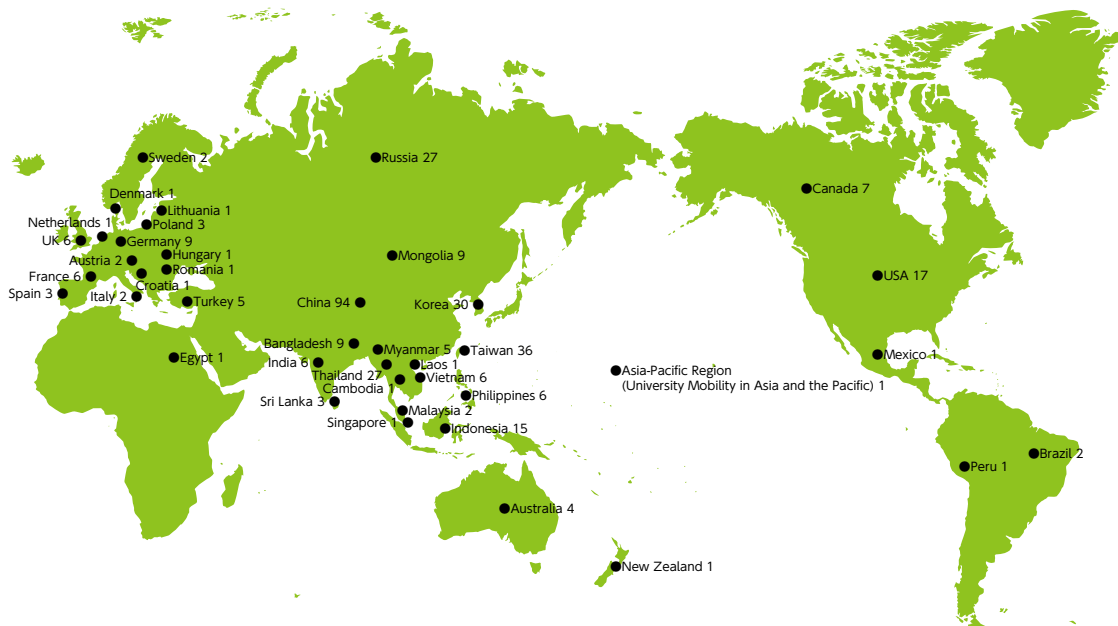 Sweden 2
Russia 27
Denmark 1
Canada 7
Lithuania 1
Netherlands 1
Poland 3
UK 6
Germany 9
Hungary 1
Mongolia 9
Austria 2
Romania 1
France 6
Croatia 1
USA 17
Spain 3
Italy 2
Turkey 5
China 94
Korea 30
Bangladesh 9
Myanmar 5
Taiwan 36
Mexico 1
Egypt 1
India 6
Laos 1
Asia-Pacific Region
(University Mobility in Asia and the Pacific) 1
Thailand 27
Vietnam 6
Cambodia 1
Philippines 6
Sri Lanka 3
Malaysia 2
Singapore 1
Indonesia 15
Brazil 2
Peru 1
Australia 4
New Zealand 1